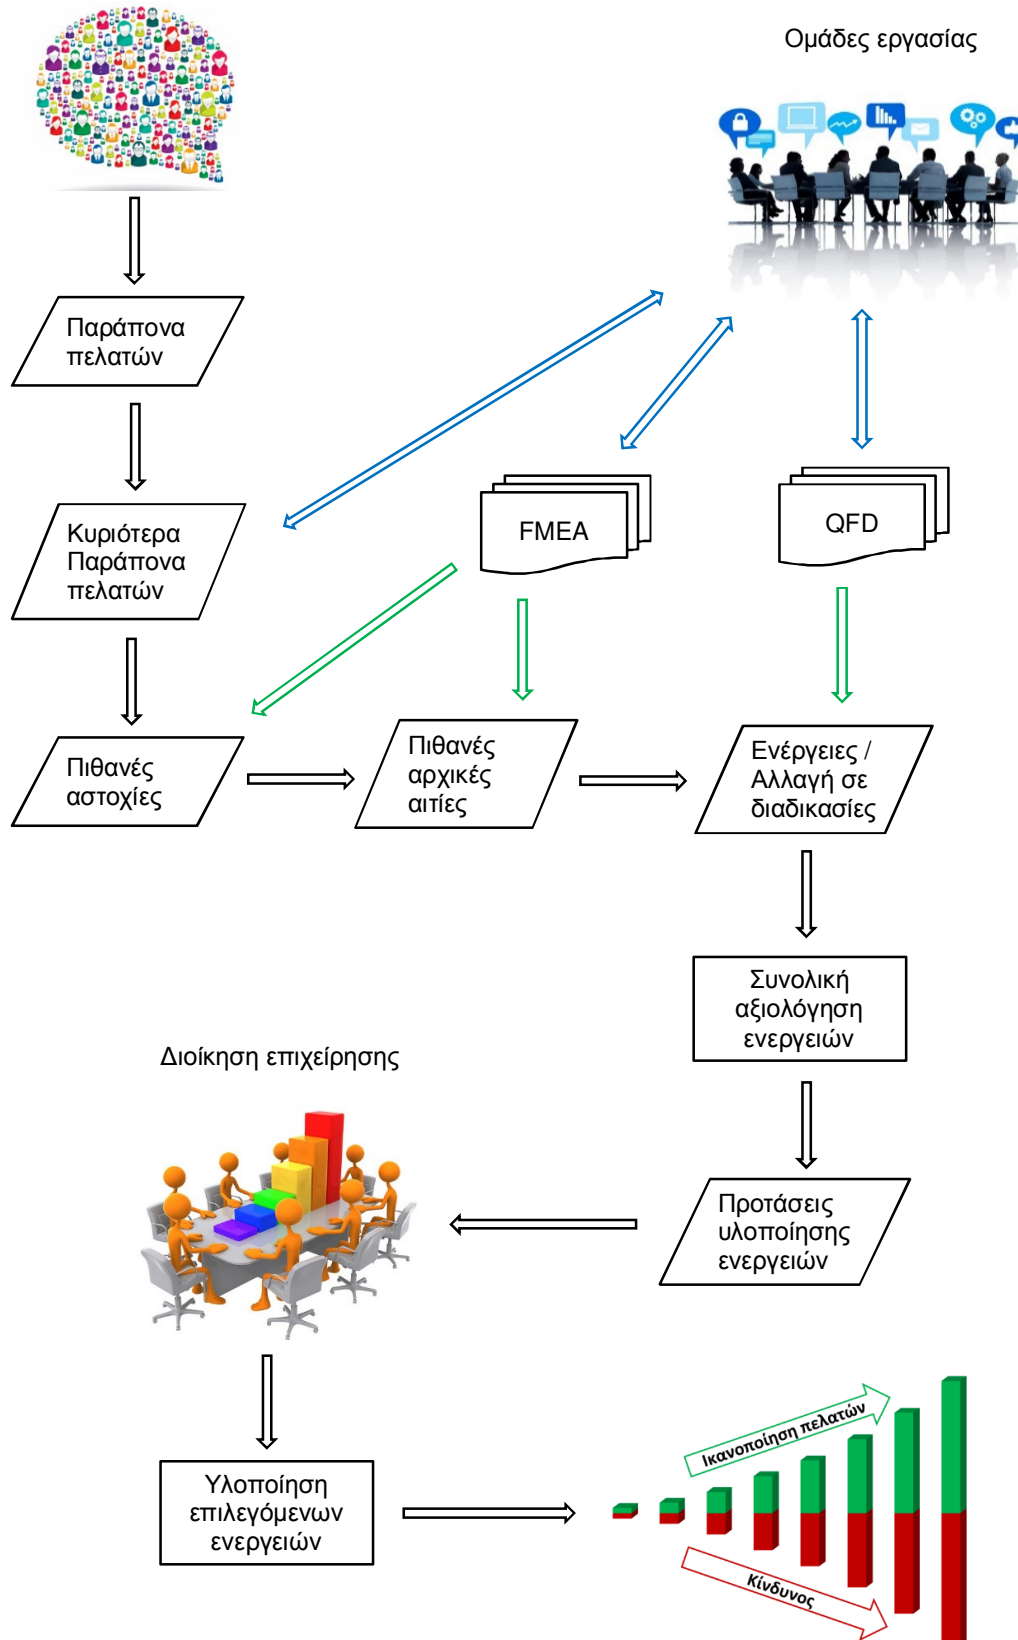 Ομάδες εργασίας
Παράπονα
πελατών
Κυριότερα
Παράπονα
πελατών
FMEA
QFD
Πιθανές
αστοχίες
Πιθανές
αρχικές
αιτίες
Ενέργειες /
Αλλαγή σε
διαδικασίες
Συνολική
αξιολόγηση
ενεργειών
Διοίκηση επιχείρησης
Προτάσεις
υλοποίησης
ενεργειών
Υλοποίηση
επιλεγόμενων
ενεργειών
Ικανοποίηση πελατών
Κίνδυνος